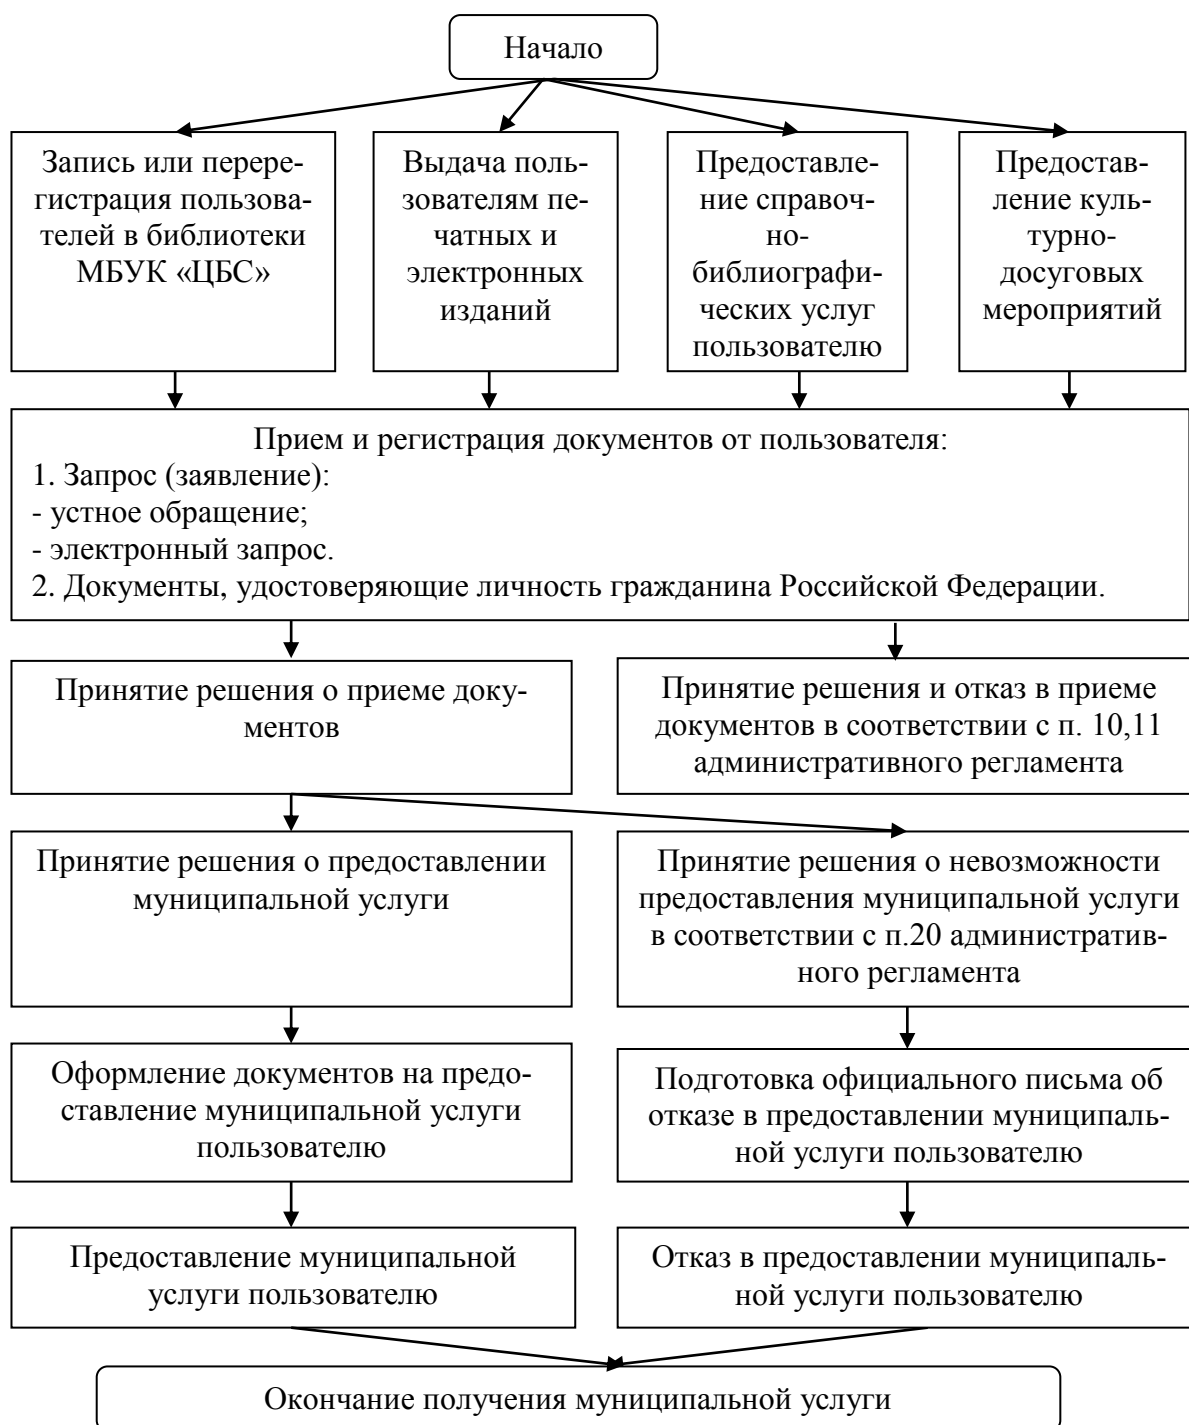 Начало
Запись или перере-
гистрация пользова-
телей в библиотеки
МБУК «ЦБС»
Выдача поль-
зователям пе-
чатных и
электронных
изданий
Предоставле-
ние справоч-
но-
библиографи-
ческих услуг
пользователю
Предостав-
ление куль-
турно-
досуговых
мероприятий
Прием и регистрация документов от пользователя:
1. Запрос (заявление):
- устное обращение;
- электронный запрос.
2. Документы, удостоверяющие личность гражданина Российской Федерации.
Принятие решения о приеме доку-
ментов
Принятие решения и отказ в приеме
документов в соответствии с п. 10,11
административного регламента
Принятие решения о предоставлении
муниципальной услуги
Принятие решения о невозможности
предоставления муниципальной услуги
в соответствии с п.20 административ-
ного регламента
Оформление документов на предо-
ставление муниципальной услуги
пользователю
Подготовка официального письма об
отказе в предоставлении муниципаль-
ной услуги пользователю
Предоставление муниципальной
услуги пользователю
Отказ в предоставлении муниципаль-
ной услуги пользователю
Окончание получения муниципальной услуги